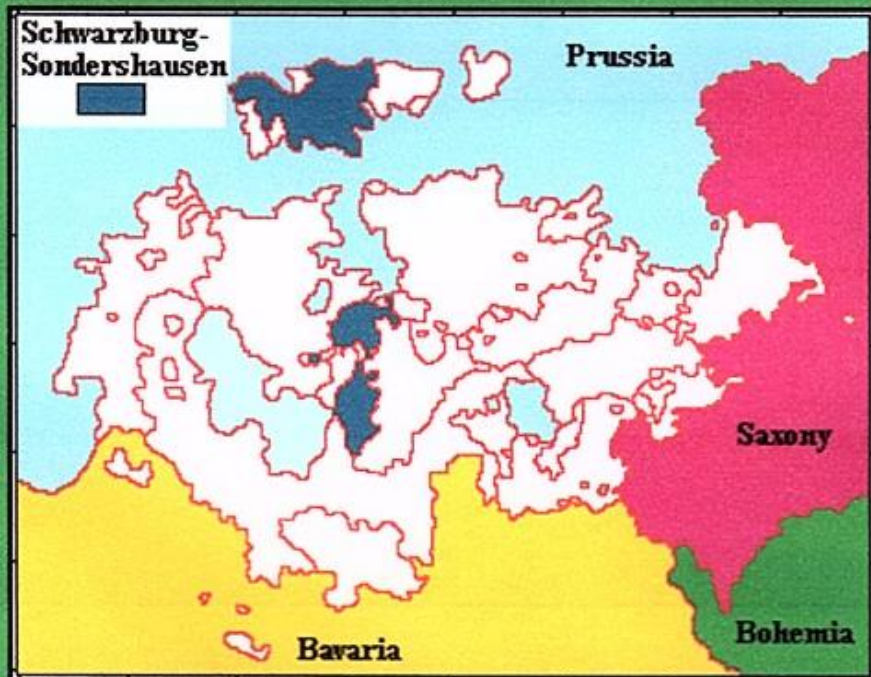 Schwarzburg-
Sondershausen
Prussia
Saxony
Bohemia
Bavaria